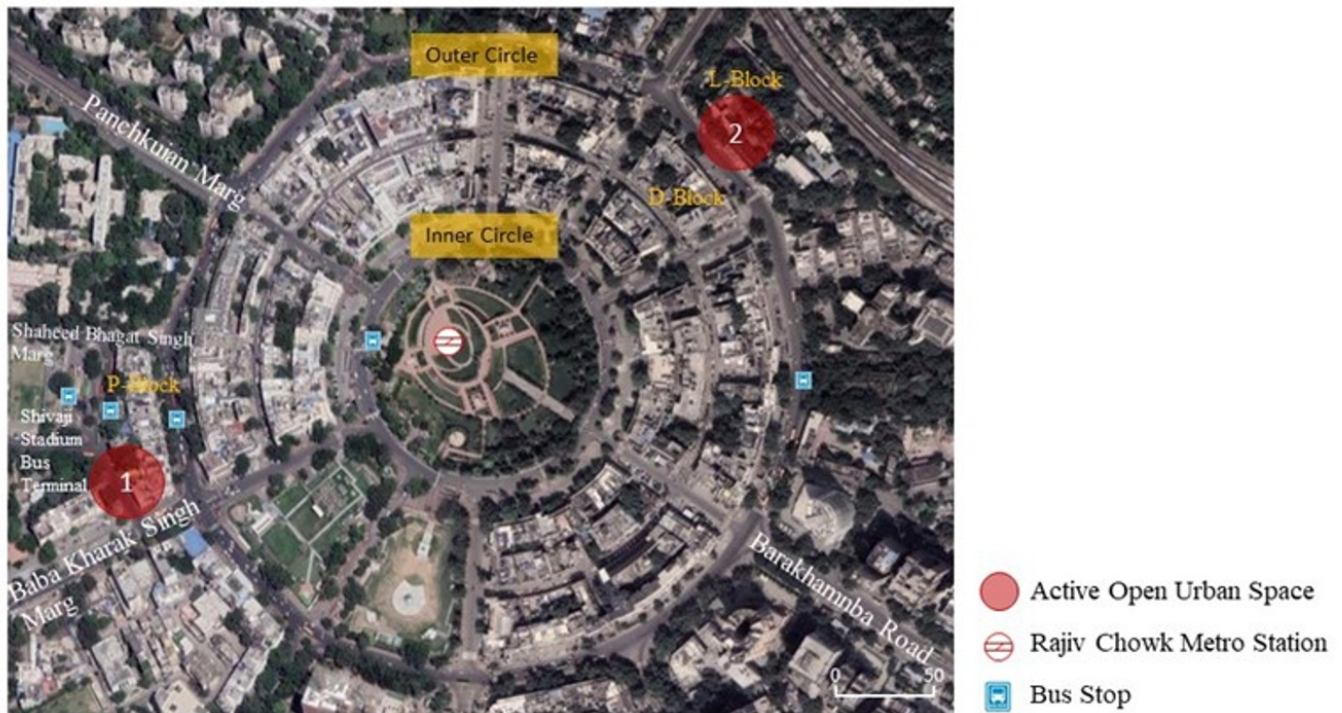 Outer Circle
L-Block
2
Panchkuian Marg
D-Block
Inner Circle
Shaheed Bhagat Singh
Marg
P-Block
Shivaji
Stadium
Bus
Terminal
1
Baba Kharak Singh
Marg
Barakhamnba Road
0 50
Active Open Urban Space
Rajiv Chowk Metro Station
Bus Stop